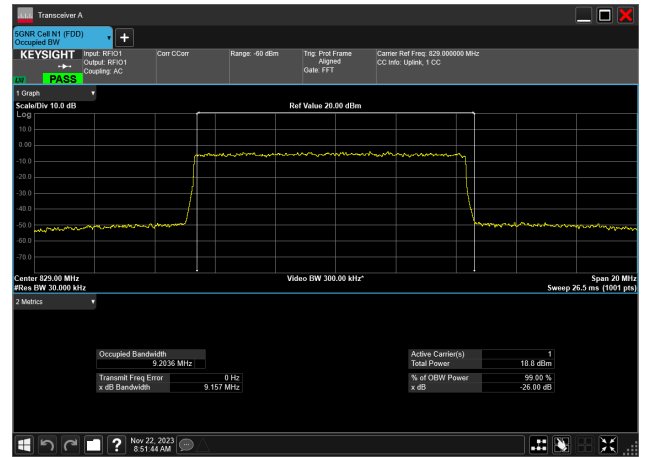 Transceiver A
5GNR Cell N1 (FDD)
Occupied BW
+
KEYSIGHT
Input: RFIO1
Output: RFIO1
Coupling: AC
Corr CCorr
Range: -60 dBm
Trig: Prot Frame
Aligned
Gate: FFT
Carrier Ref Freq: 829.000000 MHz
CC Info: Uplink, 1 CC
LXI
PASS
1 Graph
Scale/Div 10.0 dB
Ref Value 20.00 dBm
Log
10.0
0.00
-10.0
-20.0
-30.0
-40.0
-50.0
-60.0
-70.0
Center 829.00 MHz
Video BW 300.00 kHz*
Span 20 MHz
#Res BW 30.000 kHz
Sweep 26.5 ms (1001 pts)
2 Metrics
Occupied Bandwidth
9.2036 MHz
Active Carrier(s) 1
Total Power 18.8 dBm
Transmit Freq Error 0 Hz
x dB Bandwidth 9.157 MHz
% of OBW Power 99.00 %
x dB -26.00 dB
?
Nov 22, 2023
8:51:44 AM